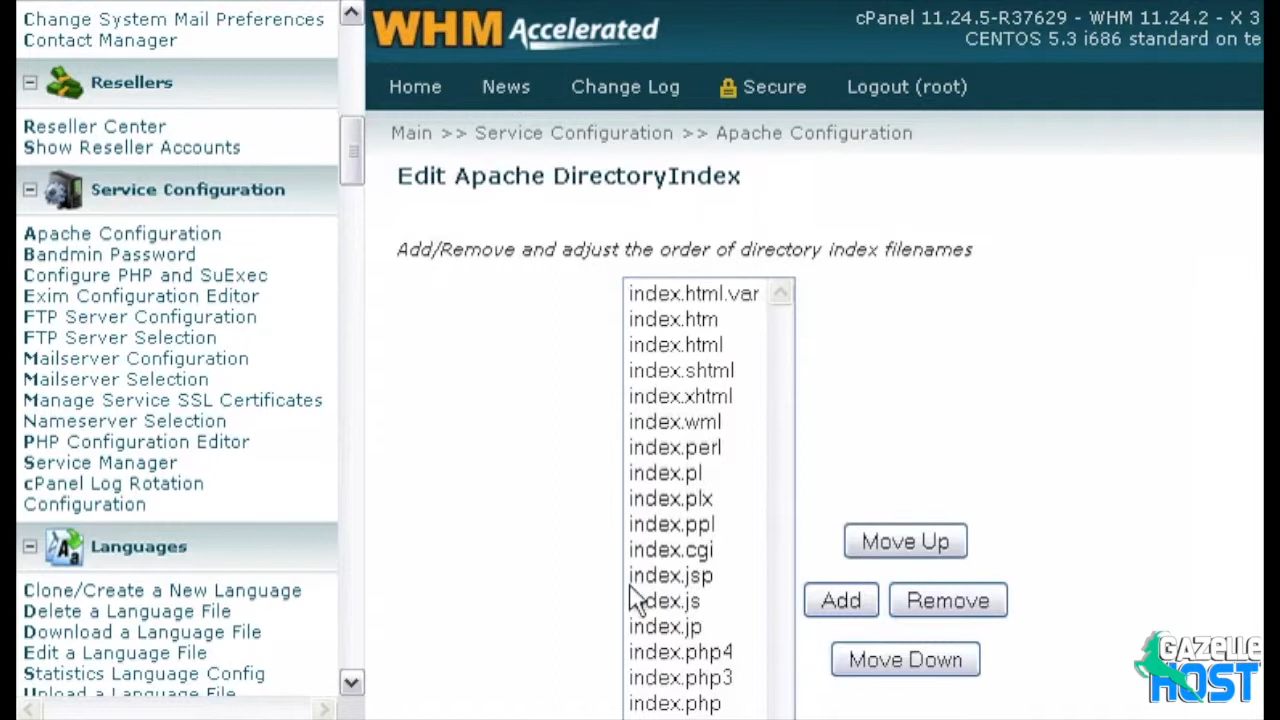 Change System Mail Preferences
Contact Manager
Resellers
Reseller Center
Show Reseller Accounts
Service Configuration
Apache Configuration
Bandmin Password
Configure PHP and SuExec
Exim Configuration Editor
FTP Server Configuration
FTP Server Selection
Mailserver Configuration
Mailserver Selection
Manage Service SSL Certificates
Nameserver Selection
PHP Configuration Editor
Service Manager
cPanel Log Rotation
Configuration
Languages
Clone/Create a New Language
Delete a Language File
Download a Language File
Edit a Language File
Statistics Language Config
Upload a Language File
WHM Accelerated
cPanel 11.24.5-R37629 - WHM 11.24.2 - X 3
CENTOS 5.3 i686 standard on te
Home News Change Log Secure Logout (root)
Main >> Service Configuration >> Apache Configuration
Edit Apache DirectoryIndex
Add/Remove and adjust the order of directory index filenames
index.html.var
index.htm
index.html
index.shtml
index.xhtml
index.wml
index.perl
index.pl
index.plx
index.ppl
index.cgi
index.jsp
index.js
index.jp
index.php4
index.php3
index.php
Move Up
Add Remove
Move Down
GAZELLE
HOST